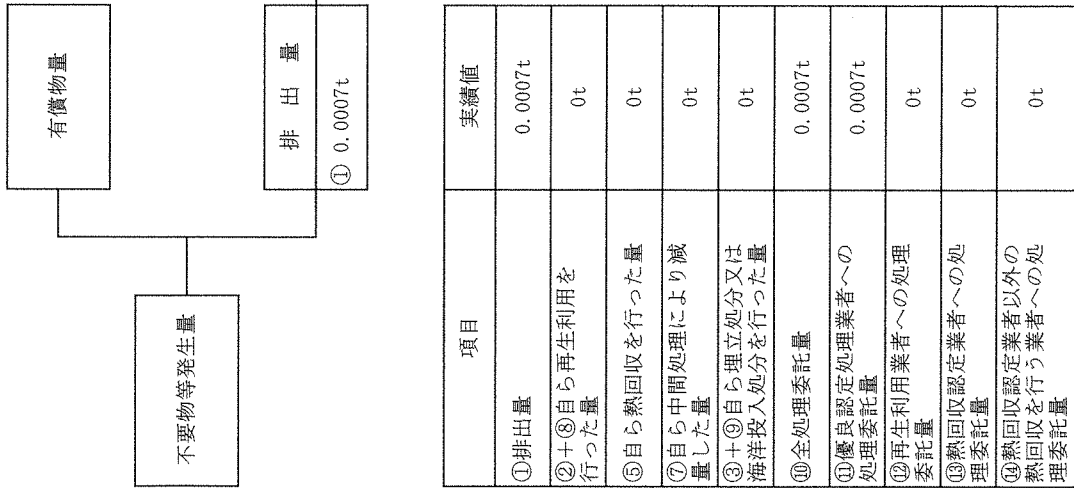 不要物等発生量
有償物量
排 出 量
① 0.0007t
項目
実績値
①排出量
0.0007t
②+⑧自ら再生利用を
行った量
0t
⑤自ら熱回収を行った量
0t
⑦自ら中間処理により減
量した量
0t
③+⑨自ら埋立処分又は
海洋投入処分を行った量
0t
⑩全処理委託量
0.0007t
⑪優良認定処理業者への
処理委託量
0.0007t
⑫再生利用業者への処理
委託量
0t
⑬熱回収認定業者への処
理委託量
0t
⑭熱回収認定業者以外の
熱回収を行う業者への処
理委託量
0t